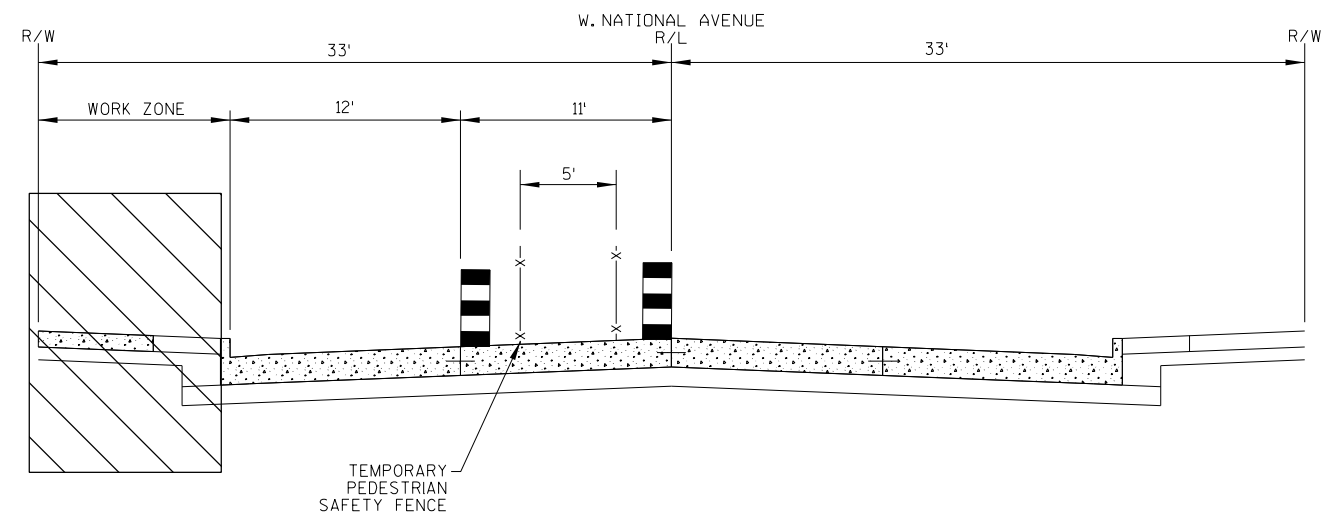 W. NATIONAL AVENUE
R/W
R/L
R/W
33'
33'
WORK ZONE
12'
11'
5'
X
X
X
X
TEMPORARY
PEDESTRIAN
SAFETY FENCE